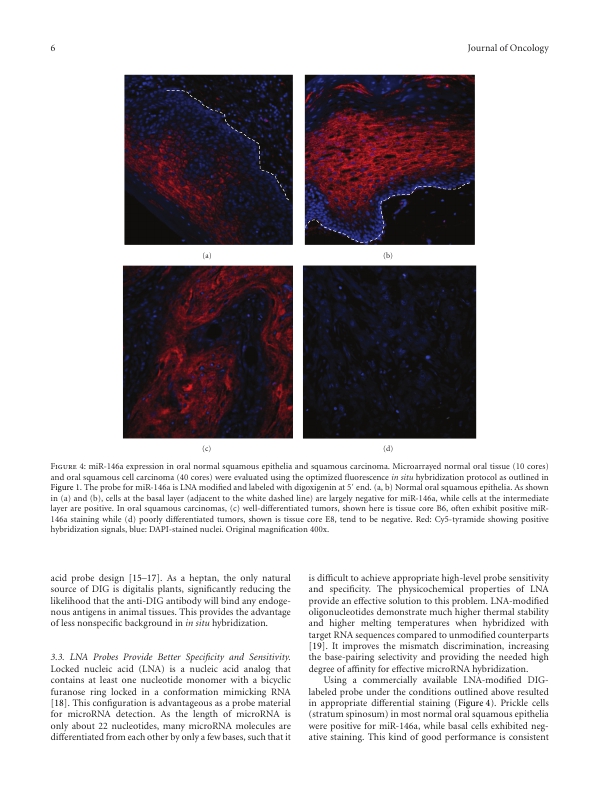 6
Journal of Oncology
(a)
(b)
(c)
(d)
Figure 4: miR-146a expression in oral normal squamous epithelia and squamous carcinoma. Microarrayed normal oral tissue (10 cores)
and oral squamous cell carcinoma (40 cores) were evaluated using the optimized fluorescence in situ hybridization protocol as outlined in
Figure 1. The probe for miR-146a is LNA modified and labeled with digoxigenin at 5′ end. (a, b) Normal oral squamous epithelia. As shown
in (a) and (b), cells at the basal layer (adjacent to the white dashed line) are largely negative for miR-146a, while cells at the intermediate
layer are positive. In oral squamous carcinomas, (c) well-differentiated tumors, shown here is tissue core B6, often exhibit positive miR-
146a staining while (d) poorly differentiated tumors, shown is tissue core E8, tend to be negative. Red: Cy5-tyramide showing positive
hybridization signals, blue: DAPI-stained nuclei. Original magnification 400x.
acid probe design [15–17]. As a heptan, the only natural
source of DIG is digitalis plants, significantly reducing the
likelihood that the anti-DIG antibody will bind any endoge-
nous antigens in animal tissues. This provides the advantage
of less nonspecific background in in situ hybridization.
3.3. LNA Probes Provide Better Specificity and Sensitivity.
Locked nucleic acid (LNA) is a nucleic acid analog that
contains at least one nucleotide monomer with a bicyclic
furanose ring locked in a conformation mimicking RNA
[18]. This configuration is advantageous as a probe material
for microRNA detection. As the length of microRNA is
only about 22 nucleotides, many microRNA molecules are
differentiated from each other by only a few bases, such that it
is difficult to achieve appropriate high-level probe sensitivity
and specificity. The physicochemical properties of LNA
provide an effective solution to this problem. LNA-modified
oligonucleotides demonstrate much higher thermal stability
and higher melting temperatures when hybridized with
target RNA sequences compared to unmodified counterparts
[19]. It improves the mismatch discrimination, increasing
the base-pairing selectivity and providing the needed high
degree of affinity for effective microRNA hybridization.
Using a commercially available LNA-modified DIG-
labeled probe under the conditions outlined above resulted
in appropriate differential staining (Figure 4). Prickle cells
(stratum spinosum) in most normal oral squamous epithelia
were positive for miR-146a, while basal cells exhibited neg-
ative staining. This kind of good performance is consistent